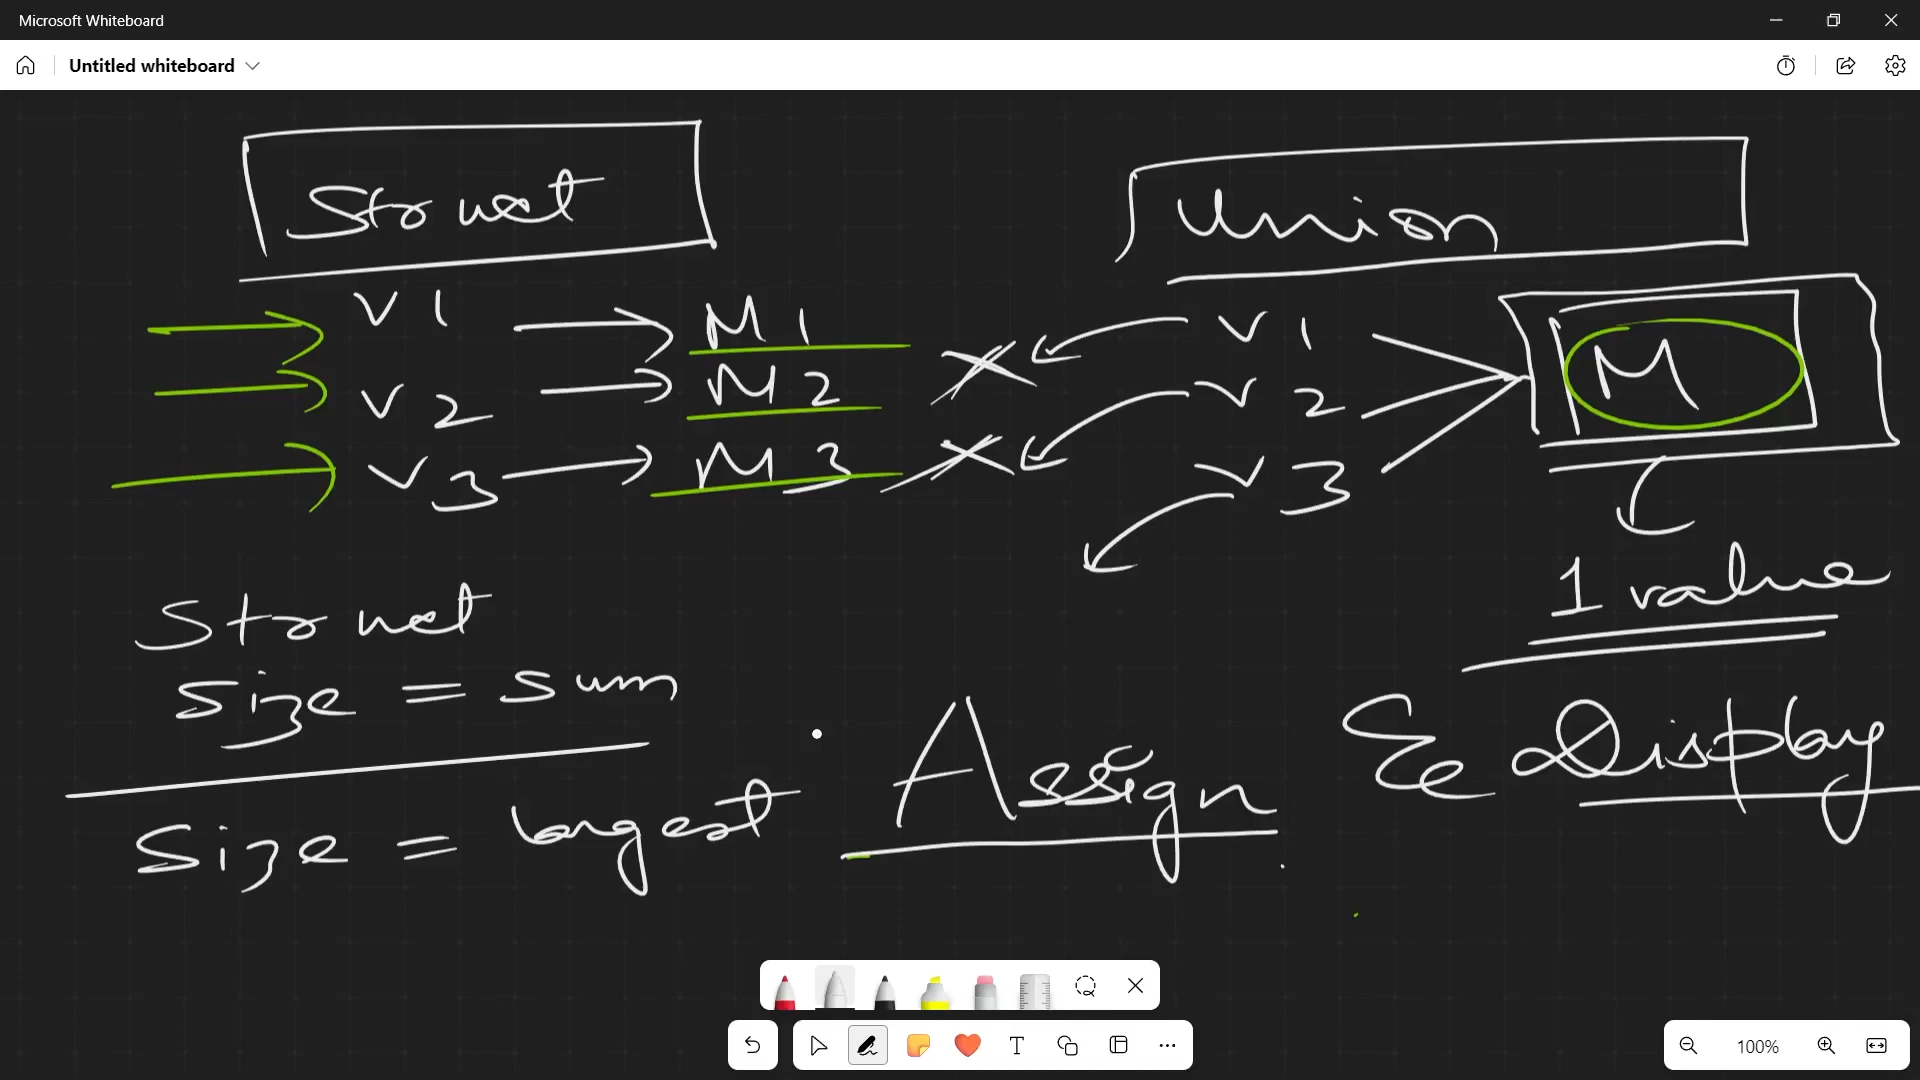 Microsoft Whiteboard
Untitled whiteboard
Struct
Union
V1 M1
V2 M2
V3 M3
V1
V2
V3
M
1 value
Struct
Size = sum
Size = largest
Assign & Display
100%